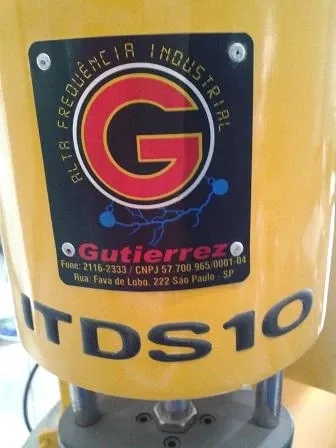 ALTA FREQUÊNCIA INDUSTRIAL
G
Gutierrez
Fone: 2116-2333 / CNPJ 57.700.965/0001-04
Rua: Fava de Lobo, 222 São Paulo - SP
ITDS10